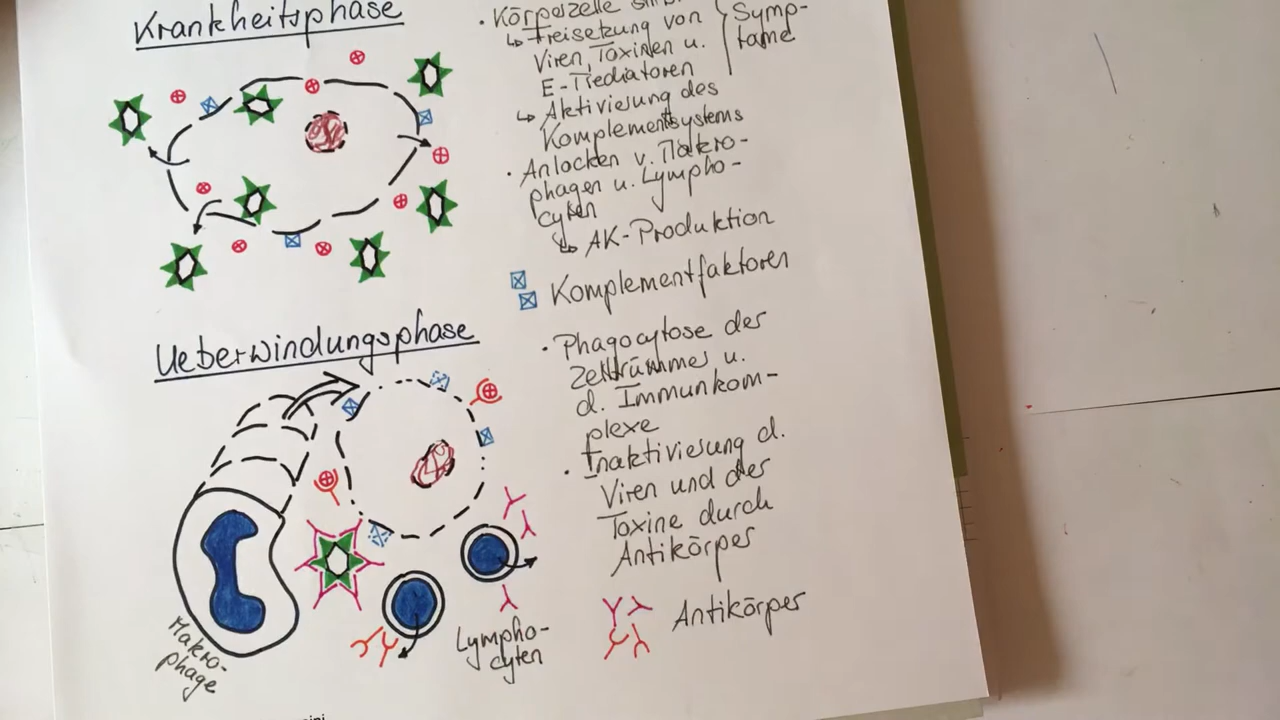 Krankheitsphase
· Körperzelle
↳ Freisetzung von
Viren, Toxinen u.
E-Mediatoren
Symp-
tome
↳ Aktivierung des
Komplementsystems
· Anlocken v. Makro-
phagen u. Lympho-
cyten
↳ AK-Produktion
Komplementfaktoren
Ueberwindungsphase
· Phagocytose der
Zelltrümmer u.
d. Immunkom-
plexe
· Inaktivierung d.
Viren und der
Toxine durch
Antikörper
Antikörper
Makro-
phage
Lympho-
cyten